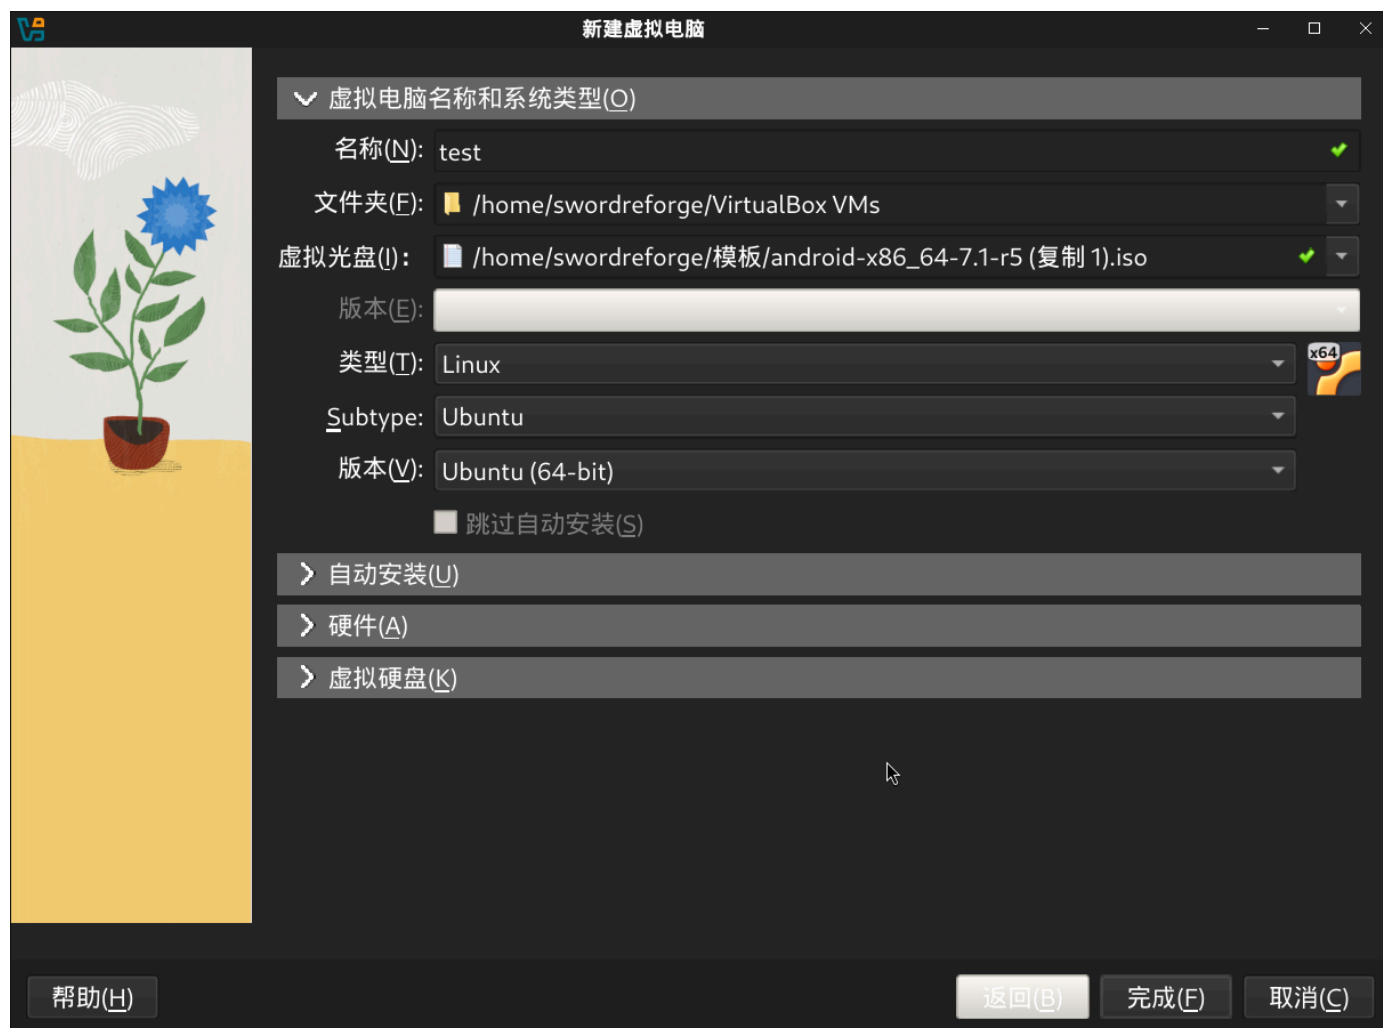 新建虚拟电脑
虚拟电脑名称和系统类型(O)
名称(N): test
文件夹(F): /home/swordreforge/VirtualBox VMs
虚拟光盘(I): /home/swordreforge/模板/android-x86_64-7.1-r5 (复制 1).iso
版本(E):
类型(T): Linux
x64
Subtype: Ubuntu
版本(V): Ubuntu (64-bit)
跳过自动安装(S)
自动安装(U)
硬件(A)
虚拟硬盘(K)
帮助(H) 返回(B) 完成(F) 取消(C)